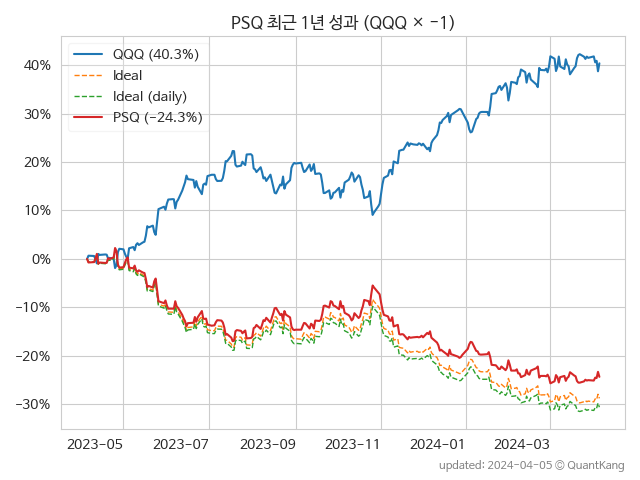 PSQ 최근 1년 성과 (QQQ × −1)
QQQ (40.3%)
Ideal
Ideal (daily)
PSQ (−24.3%)
40%
30%
20%
10%
0%
−10%
−20%
−30%
2023−05
2023−07
2023−09
2023−11
2024−01
2024−03
updated: 2024-04-05 © QuantKang